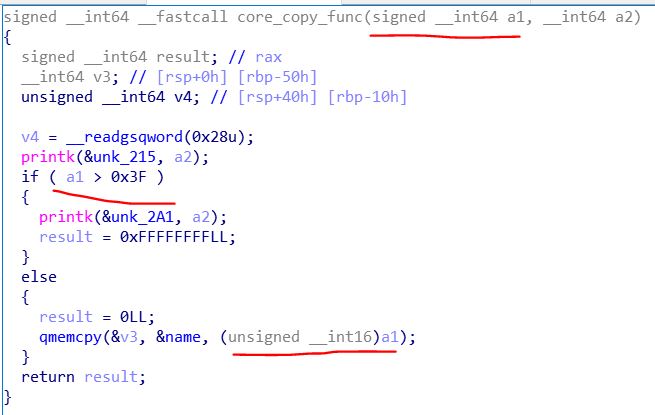 signed __int64 __fastcall core_copy_func(signed __int64 a1, __int64 a2)
{
signed __int64 result; // rax
__int64 v3; // [rsp+0h] [rbp-50h]
unsigned __int64 v4; // [rsp+40h] [rbp-10h]
v4 = __readgsqword(0x28u);
printk(&unk_215, a2);
if ( a1 > 0x3F )
{
printk(&unk_2A1, a2);
result = 0xFFFFFFFFLL;
}
else
{
result = 0LL;
qmemcpy(&v3, &name, (unsigned __int16)a1);
}
return result;
}